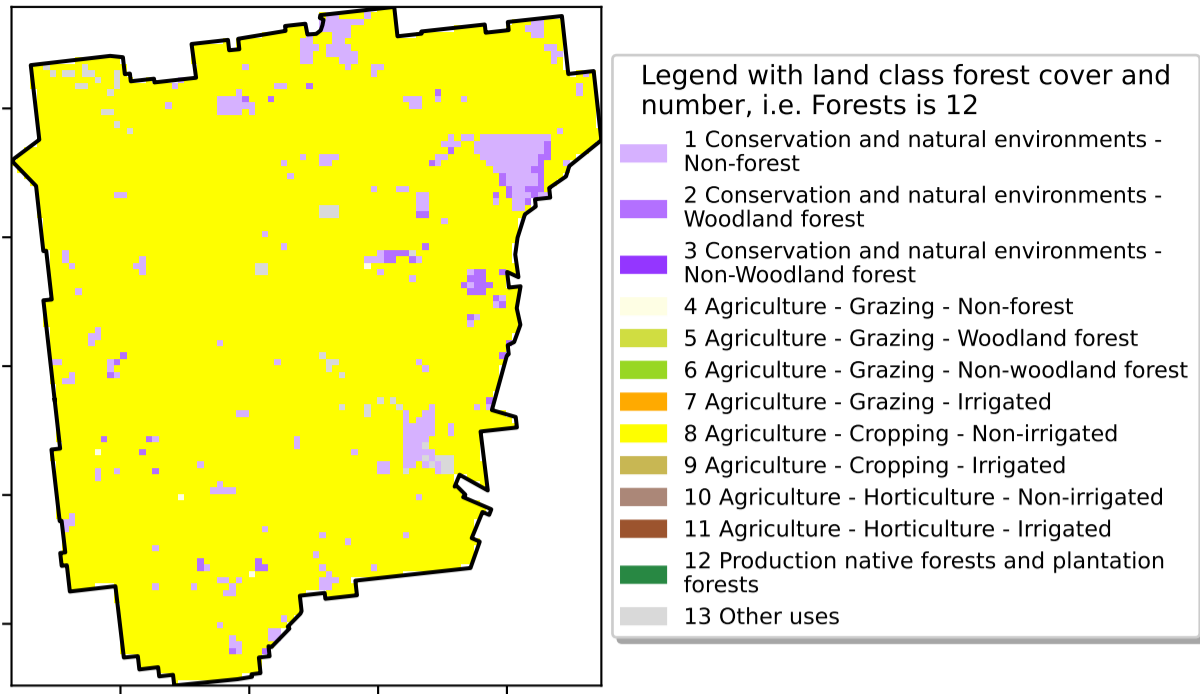 Legend with land class forest cover and
number, i.e. Forests is 12
1 Conservation and natural environments -
Non-forest
2 Conservation and natural environments -
Woodland forest
3 Conservation and natural environments -
Non-Woodland forest
4 Agriculture - Grazing - Non-forest
5 Agriculture - Grazing - Woodland forest
6 Agriculture - Grazing - Non-woodland forest
7 Agriculture - Grazing - Irrigated
8 Agriculture - Cropping - Non-irrigated
9 Agriculture - Cropping - Irrigated
10 Agriculture - Horticulture - Non-irrigated
11 Agriculture - Horticulture - Irrigated
12 Production native forests and plantation
forests
13 Other uses